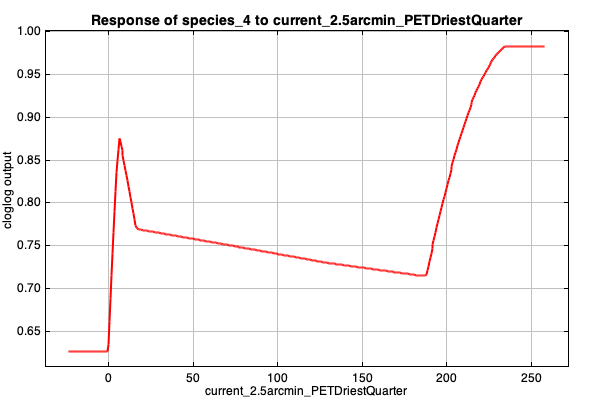 Response of species_4 to current_2.5arcmin_PETDriestQuarter
1.00
0.95
0.90
0.85
0.80
0.75
0.70
0.65
cloglog output
0 50 100 150 200 250
current_2.5arcmin_PETDriestQuarter